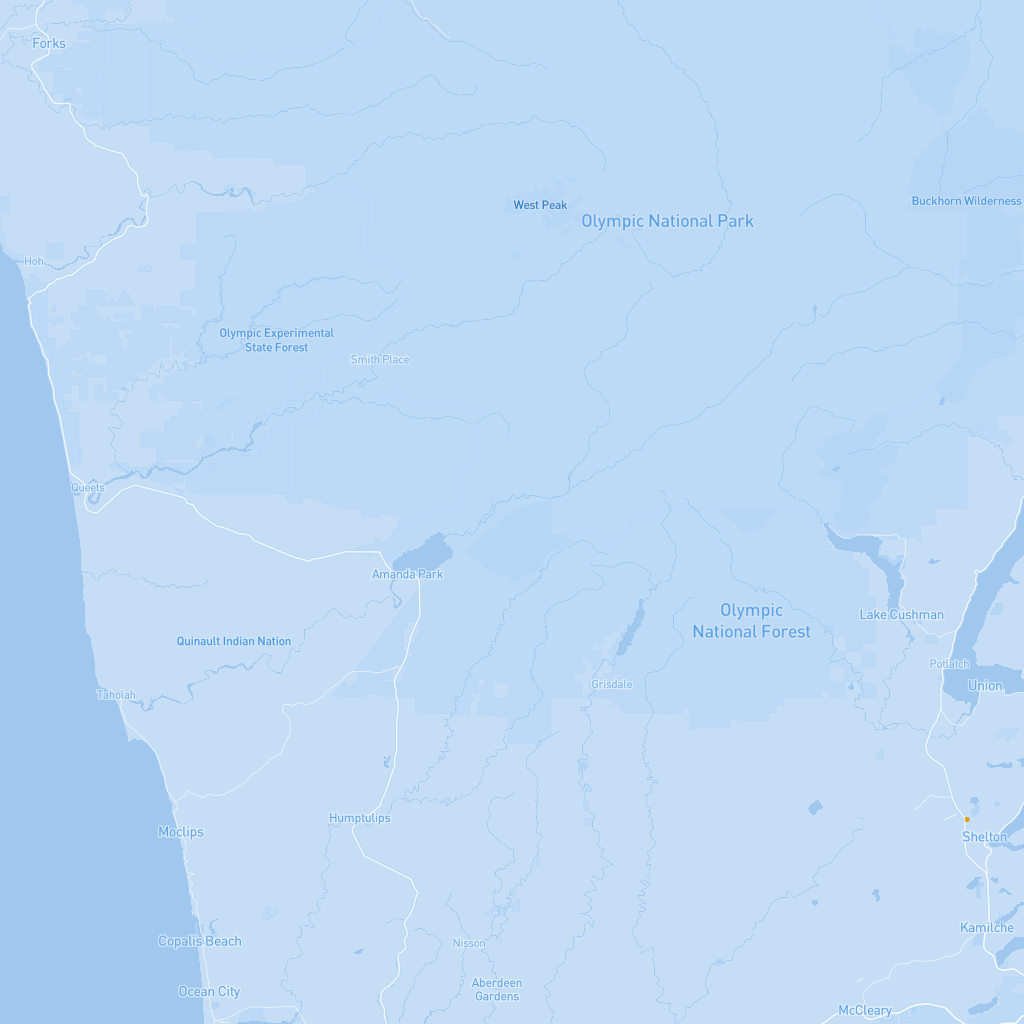 Forks
West Peak
Olympic National Park
Buckhorn Wilderness
Hoh
Olympic Experimental
State Forest
Smith Place
Queets
Amanda Park
Olympic
National Forest
Lake Cushman
Quinault Indian Nation
Potlatch
Union
Grisdale
Taholah
Humptulips
Moclips
Shelton
Kamilche
Copalis Beach
Nisson
Aberdeen
Gardens
Ocean City
McCleary